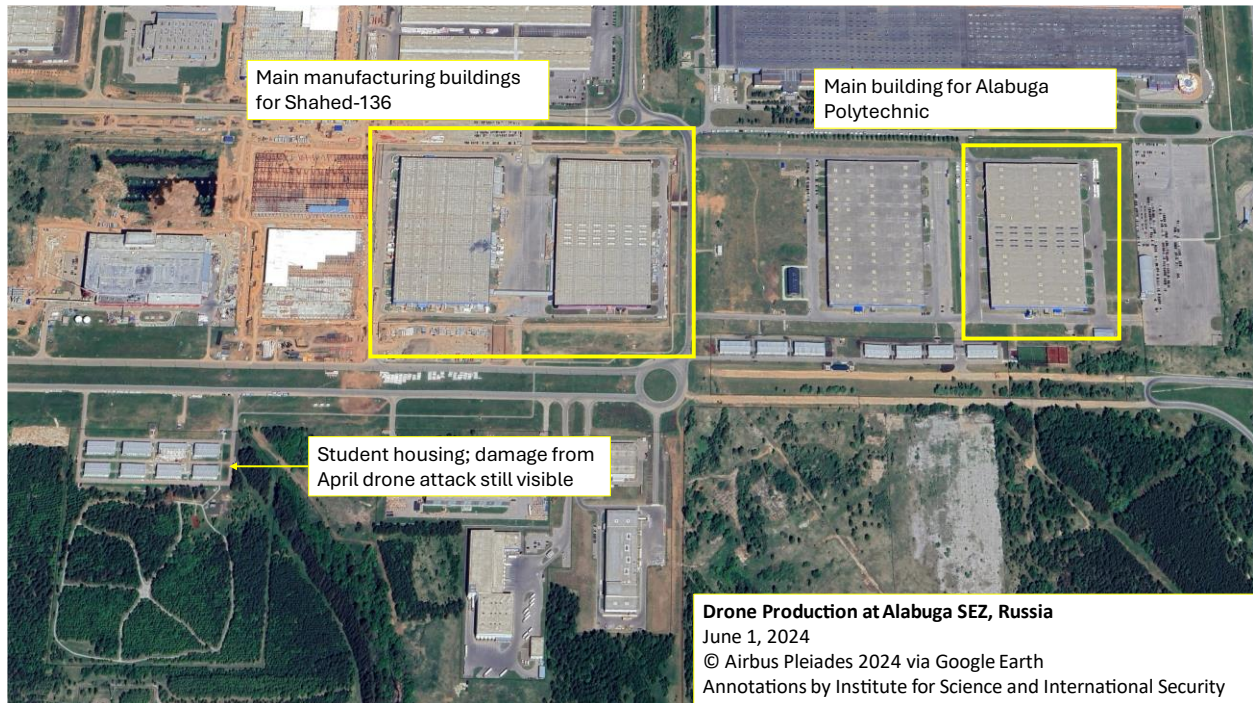 Main manufacturing buildings
for Shahed-136
Main building for Alabuga
Polytechnic
Student housing; damage from
April drone attack still visible
Drone Production at Alabuga SEZ, Russia
June 1, 2024
© Airbus Pleiades 2024 via Google Earth
Annotations by Institute for Science and International Security